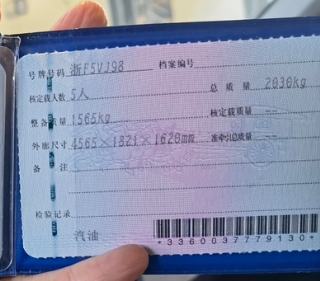 号牌号码 浙F5VJ98 档案编号
核定载人数 5人 总质量 2030kg
整备质量 1565kg 核定载质量 --
外廓尺寸 4565×1821×1620mm 准牵引总质量 --
备 注
检验记录
汽油
*3360037779130*